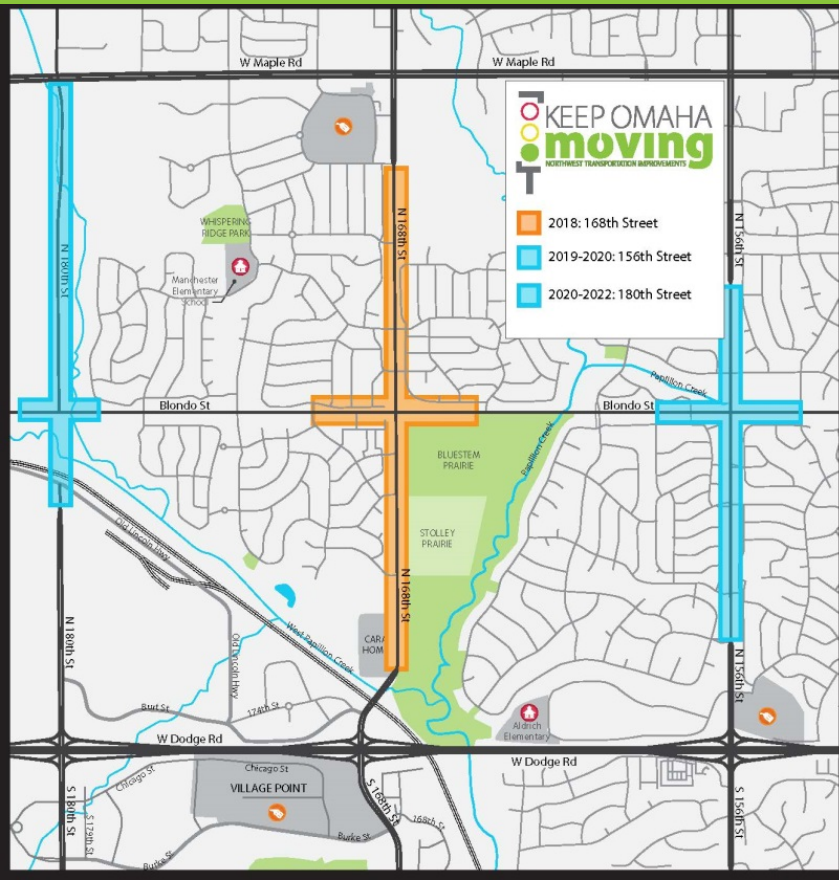 W Maple Rd
W Maple Rd
KEEP OMAHA
moving
NORTHWEST TRANSPORTATION IMPROVEMENTS
2018: 168th Street
2019-2020: 156th Street
2020-2022: 180th Street
N 180th St
N 168th St
N 156th St
WHISPERING
RIDGE PARK
Manchester
Elementary
School
Blondo St
Blondo St
Papillion Creek
Papillion Creek
BLUESTEM
PRAIRIE
STOLLEY
PRAIRIE
Old Lincoln Hwy
N 168th St
N 180th St
Old Lincoln Hwy
West Papillion Creek
CARA
HOM
N 156th St
Burt St
174th St
Aldrich
Elementary
W Dodge Rd
W Dodge Rd
Chicago St
Chicago St
VILLAGE POINT
S 180th St
S 179th St
S 168th St
168th St
S 156th St
Burke St
Burke St